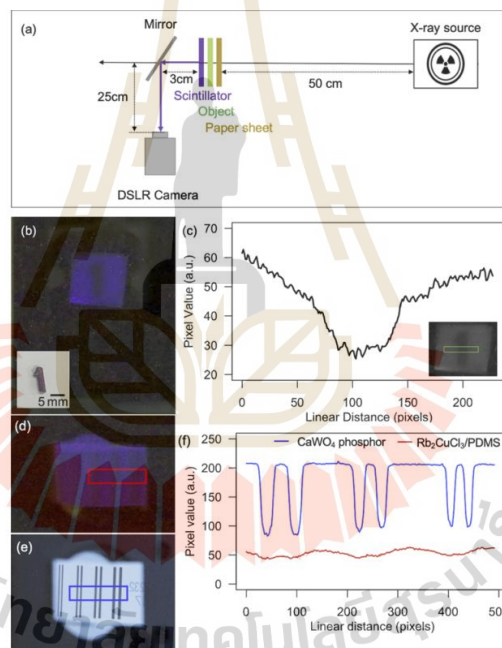 (a)
Mirror
X-ray source
3cm
50 cm
25cm
Scintillator
Object
Paper sheet
DSLR Camera
(b)
5 mm
(c)
Pixel Value (a.u.)
70
60
50
40
30
20
0 50 100 150 200
Linear Distance (pixels)
(d)
(e)
(f)
CaWO₄ phosphor
Rb₂CuCl₃/PDMS
Pixel value (a.u.)
250
200
150
100
50
0
0 100 200 300 400 500
Linear distance (pixels)